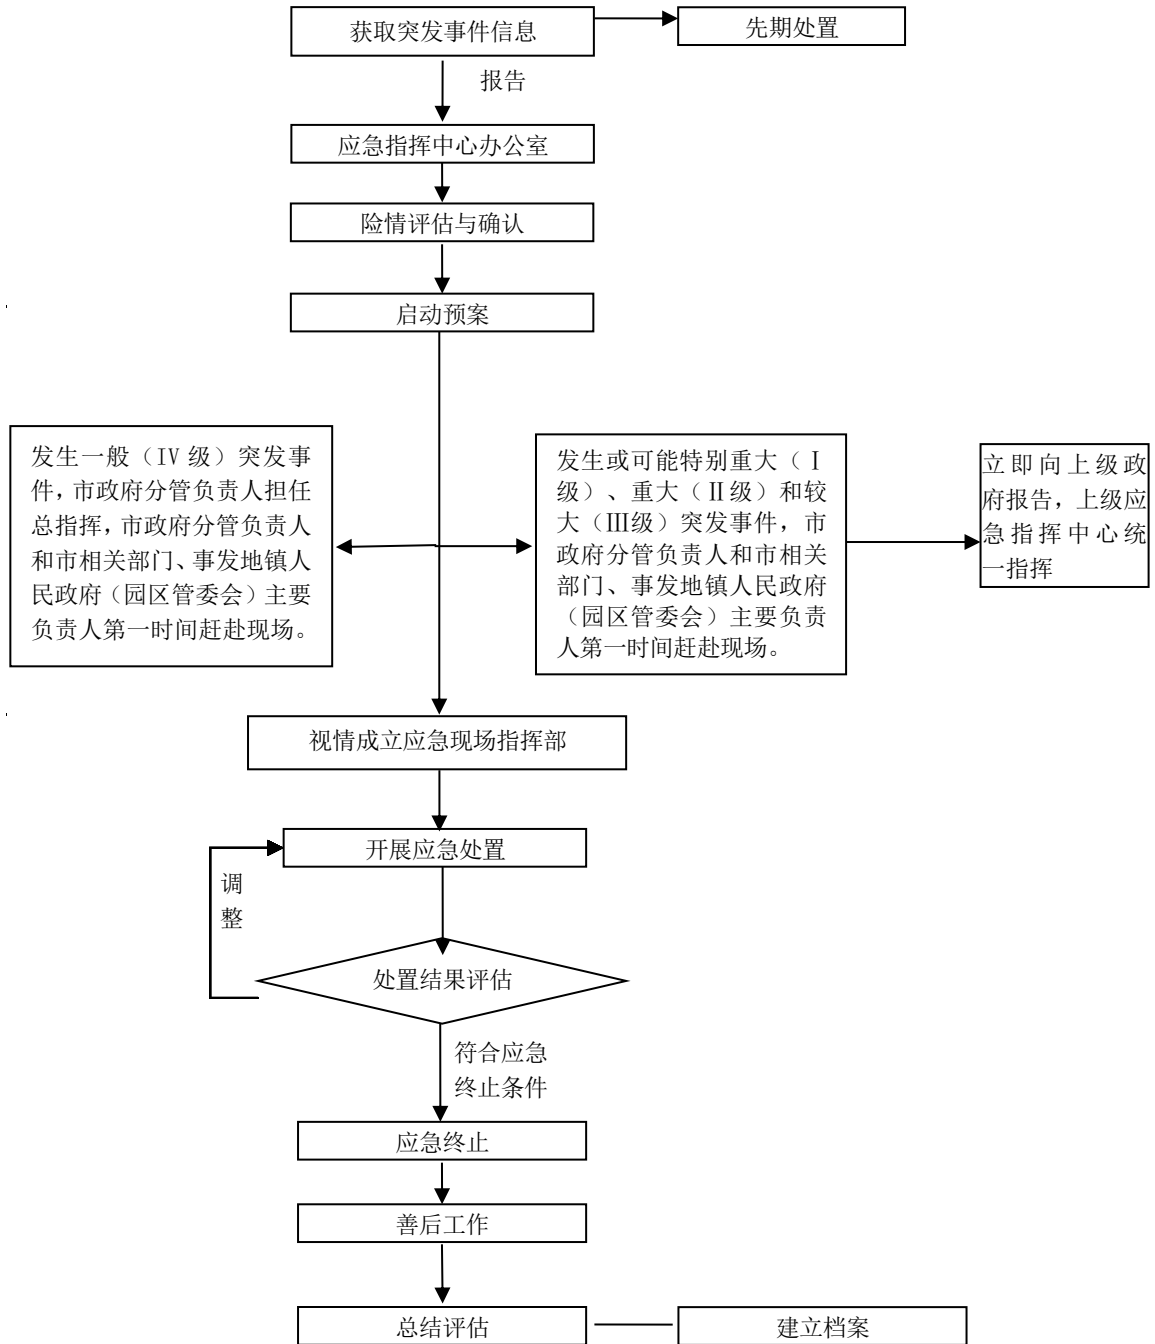 获取突发事件信息
先期处置
报告
应急指挥中心办公室
险情评估与确认
启动预案
发生一般（IV 级）突发事
件，市政府分管负责人担任
总指挥，市政府分管负责人
和市相关部门、事发地镇人
民政府（园区管委会）主要
负责人第一时间赶赴现场。
发生或可能特别重大（Ⅰ
级）、重大（Ⅱ级）和较
大（Ⅲ级）突发事件，市
政府分管负责人和市相关
部门、事发地镇人民政府
（园区管委会）主要负责
人第一时间赶赴现场。
立即向上级政
府报告，上级应
急指挥中心统
一指挥
视情成立应急现场指挥部
开展应急处置
调
整
处置结果评估
符合应急
终止条件
应急终止
善后工作
总结评估
建立档案